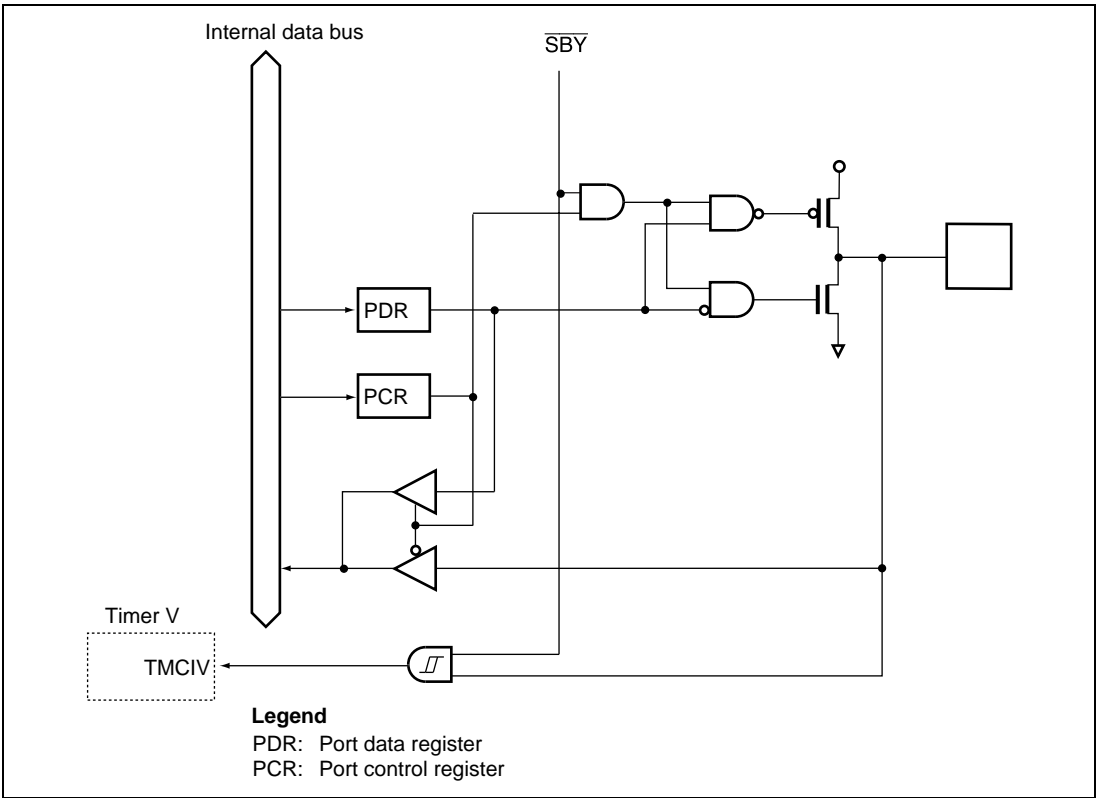 Internal data bus
SBY
PDR
PCR
Timer V
TMCIV
Legend
PDR: Port data register
PCR: Port control register